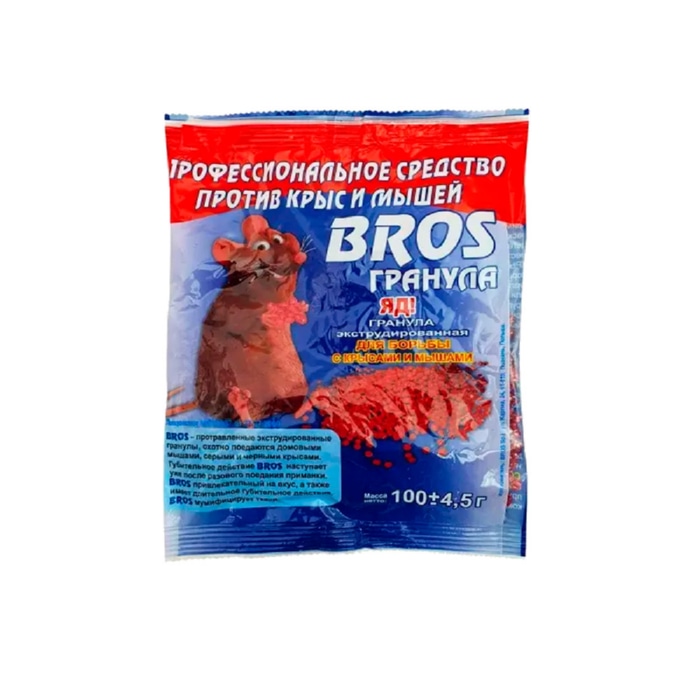 ПРОФЕССИОНАЛЬНОЕ СРЕДСТВО
ПРОТИВ КРЫС И МЫШЕЙ
BROS
ГРАНУЛА
ЯД!
ГРАНУЛА
экструдированная
ДЛЯ БОРЬБЫ
С КРЫСАМИ И МЫШАМИ
BROS – протравленные экструдированные
гранулы, охотно поедаются домовыми
мышами, серыми и черными крысами.
Губительное действие BROS наступает
уже после разового поедания приманки.
BROS привлекательный на вкус, а также
имеет длительной губительное действие.
BROS мумифицирует
Масса
нетто: 100±4,5 г